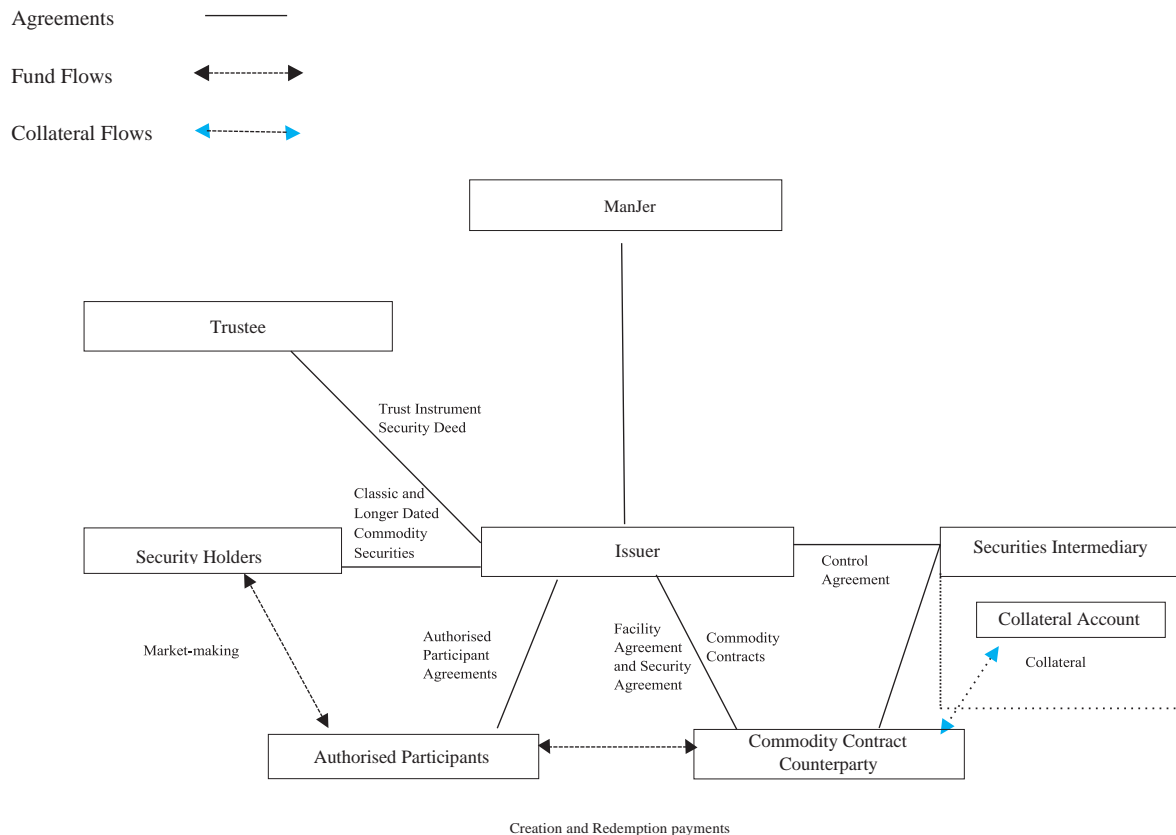 Agreements
Fund Flows
Collateral Flows
ManJer
Trustee
Trust Instrument
Security Deed
Classic and
Longer Dated
Commodity
Securities
Security Holders
Issuer
Securities Intermediary
Control
Agreement
Collateral Account
Collateral
Market-making
Authorised
Participant
Agreements
Facility
Agreement
and Security
Agreement
Commodity
Contracts
Authorised Participants
Commodity Contract
Counterparty
Creation and Redemption payments